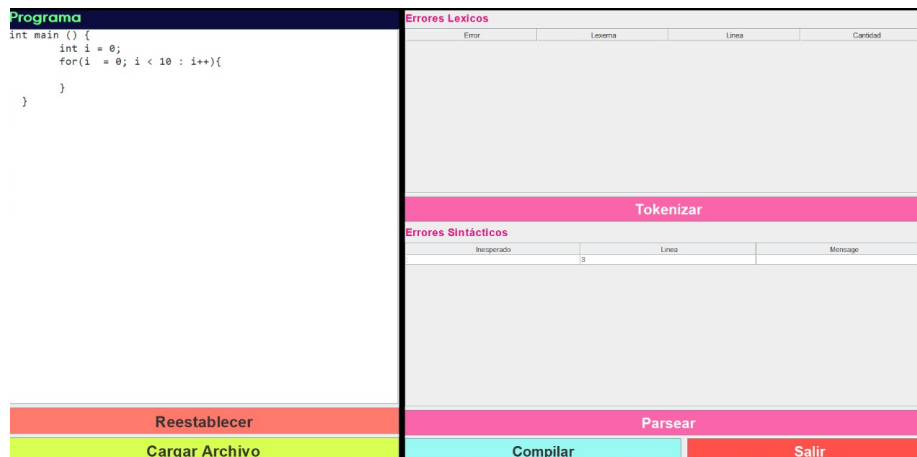 Programa
int main () {
int i = 0;
for(i  = 0; i < 10 : i++){
}
}
Reestablecer
Cargar Archivo
Errores Lexicos
Error Lexema Linea Cantidad
Tokenizar
Errores Sintácticos
Inesperado Linea Mensage
: 3
Parsear
Compilar Salir